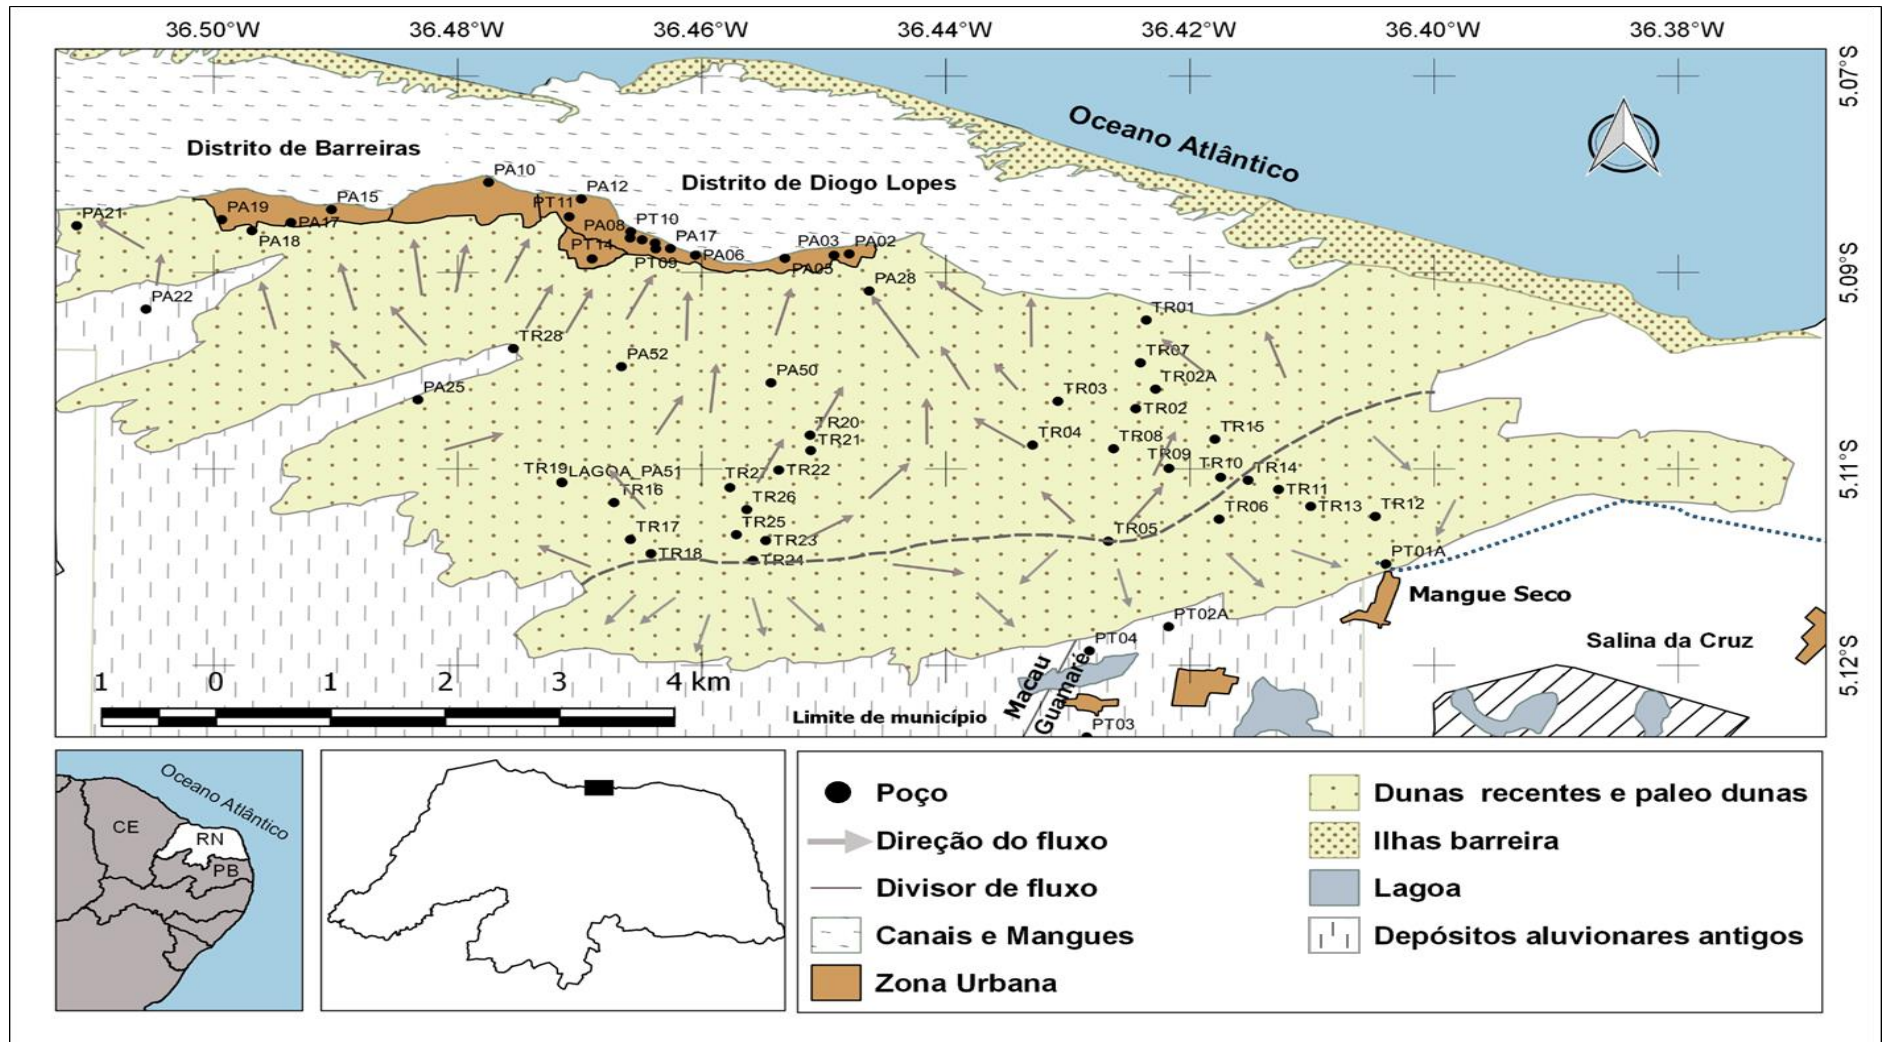 36.50°W 36.48°W 36.46°W 36.44°W 36.42°W 36.40°W 36.38°W
5.07°S
Oceano Atlântico
Distrito de Barreiras
PA10
PA12
Distrito de Diogo Lopes
PA21
PA19
PA15
PA17
PA18
PT11
PA08
PT10
PA17
PT14
PT09
PA06
PA03
PA02
PA05
5.09°S
PA28
PA22
TR01
TR28
PA52
PA50
TR07
TR02A
PA25
TR03
TR02
TR20
TR21
TR04
TR08
TR15
TR09
TR19
LAGOA_PA51
TR27
TR22
TR10
TR14
5.11°S
TR16
TR26
TR11
TR13
TR12
TR06
TR17
TR25
TR23
TR05
TR18
TR24
PT01A
Mangue Seco
PT02A
PT04
Salina da Cruz
5.12°S
1 0 1 2 3 4 km
Macau
Guamaré
Limite de município
PT03
Oceano Atlântico
CE
RN
PB
Poço
Direção do fluxo
Divisor de fluxo
Canais e Mangues
Zona Urbana
Dunas recentes e paleo dunas
Ilhas barreira
Lagoa
Depósitos aluvionares antigos